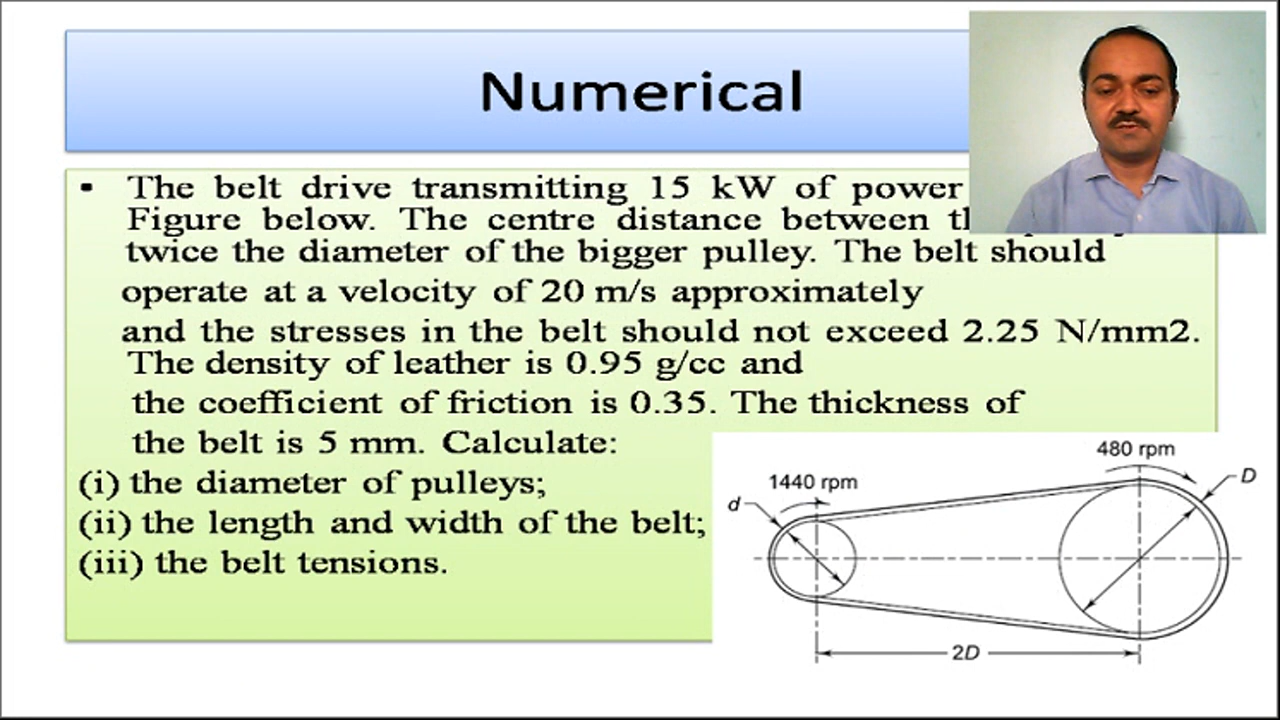 Numerical
▪ The belt drive transmitting 15 kW of power
Figure below. The centre distance between
twice the diameter of the bigger pulley. The belt should
operate at a velocity of 20 m/s approximately
and the stresses in the belt should not exceed 2.25 N/mm2.
The density of leather is 0.95 g/cc and
the coefficient of friction is 0.35. The thickness of
the belt is 5 mm. Calculate:
(i) the diameter of pulleys;
(ii) the length and width of the belt;
(iii) the belt tensions.
480 rpm
1440 rpm
D
d
2D